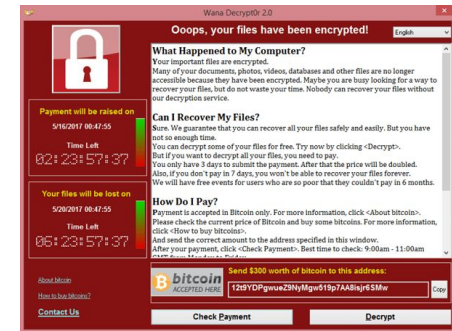 Wana Decrypt0r 2.0
Ooops, your files have been encrypted!
English
What Happened to My Computer?
Your important files are encrypted.
Many of your documents, photos, videos, databases and other files are no longer
accessible because they have been encrypted. Maybe you are busy looking for a way to
recover your files, but do not waste your time. Nobody can recover your files without
our decryption service.
Can I Recover My Files?
Sure. We guarantee that you can recover all your files safely and easily. But you have
not so enough time.
You can decrypt some of your files for free. Try now by clicking <Decrypt>.
But if you want to decrypt all your files, you need to pay.
You only have 3 days to submit the payment. After that the price will be doubled.
Also, if you don't pay in 7 days, you won't be able to recover your files forever.
We will have free events for users who are so poor that they couldn't pay in 6 months.
How Do I Pay?
Payment is accepted in Bitcoin only. For more information, click <About bitcoin>.
Please check the current price of Bitcoin and buy some bitcoins. For more information,
click <How to buy bitcoins>.
And send the correct amount to the address specified in this window.
After your payment, click <Check Payment>. Best time to check: 9:00am - 11:00am
GMT from Monday to Friday.
Payment will be raised on
5/16/2017 00:47:55
Time Left
02:23:57:37
Your files will be lost on
5/20/2017 00:47:55
Time Left
06:23:57:37
About bitcoin
How to buy bitcoins?
Contact Us
bitcoin
ACCEPTED HERE
Send $300 worth of bitcoin to this address:
12t9YDPgwueZ9NyMgw519p7AA8isjr6SMw
Copy
Check Payment
Decrypt